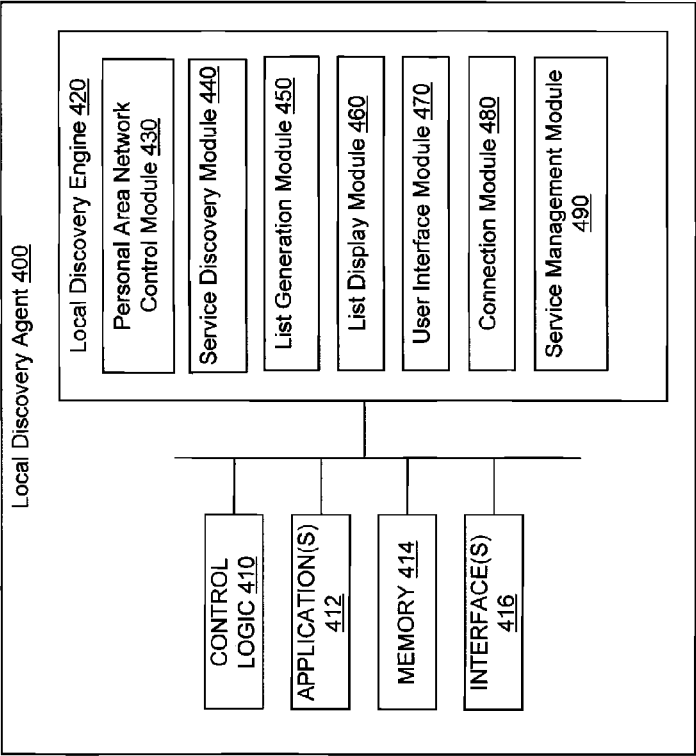 Local Discovery Agent 400
CONTROL
LOGIC 410
APPLICATION(S)
412
MEMORY 414
INTERFACE(S)
416
Local Discovery Engine 420
Personal Area Network
Control Module 430
Service Discovery Module 440
List Generation Module 450
List Display Module 460
User Interface Module 470
Connection Module 480
Service Management Module
490